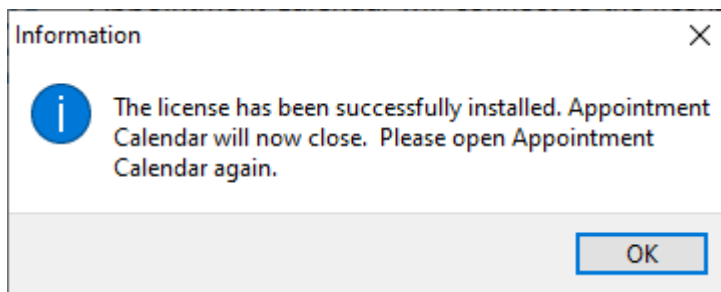 Information
The license has been successfully installed. Appointment
Calendar will now close.  Please open Appointment
Calendar again.
OK